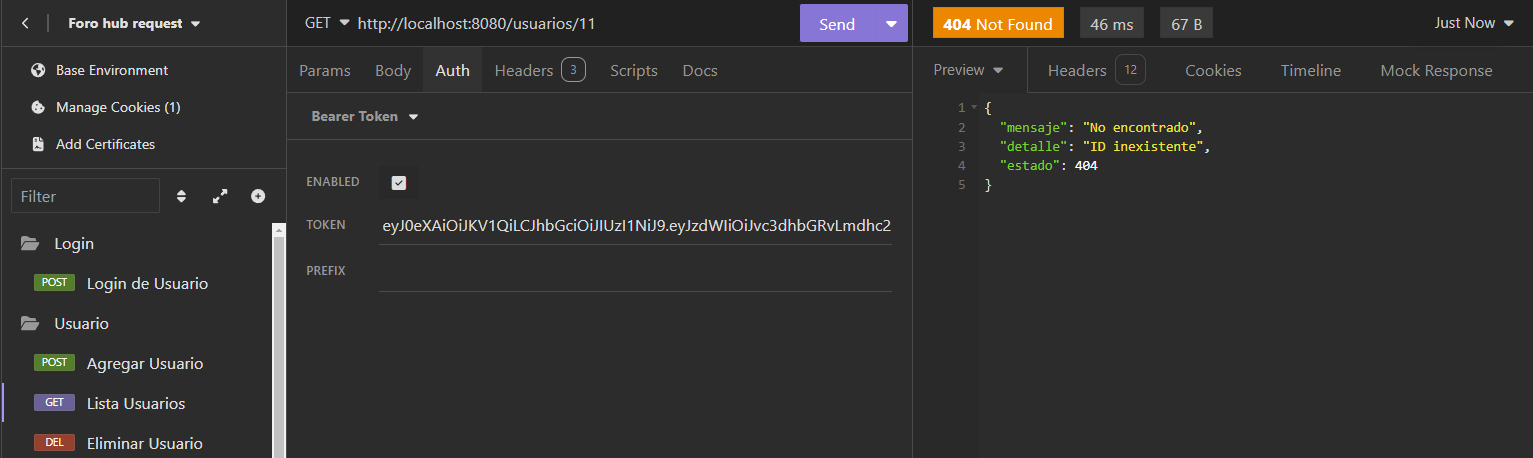 Foro hub request
Base Environment
Manage Cookies (1)
Add Certificates
Filter
Login
POST Login de Usuario
Usuario
POST Agregar Usuario
GET Lista Usuarios
DEL Eliminar Usuario
GET http://localhost:8080/usuarios/11 Send
Params Body Auth Headers 3 Scripts Docs
Bearer Token
ENABLED
TOKEN eyJ0eXAiOiJKV1QiLCJhbGciOiJIUzI1NiJ9.eyJzdWIiOiJvc3dhbGRvLmdhc2
PREFIX
404 Not Found 46 ms 67 B Just Now
Preview Headers 12 Cookies Timeline Mock Response
1 {
2 "mensaje": "No encontrado",
3 "detalle": "ID inexistente",
4 "estado": 404
5 }